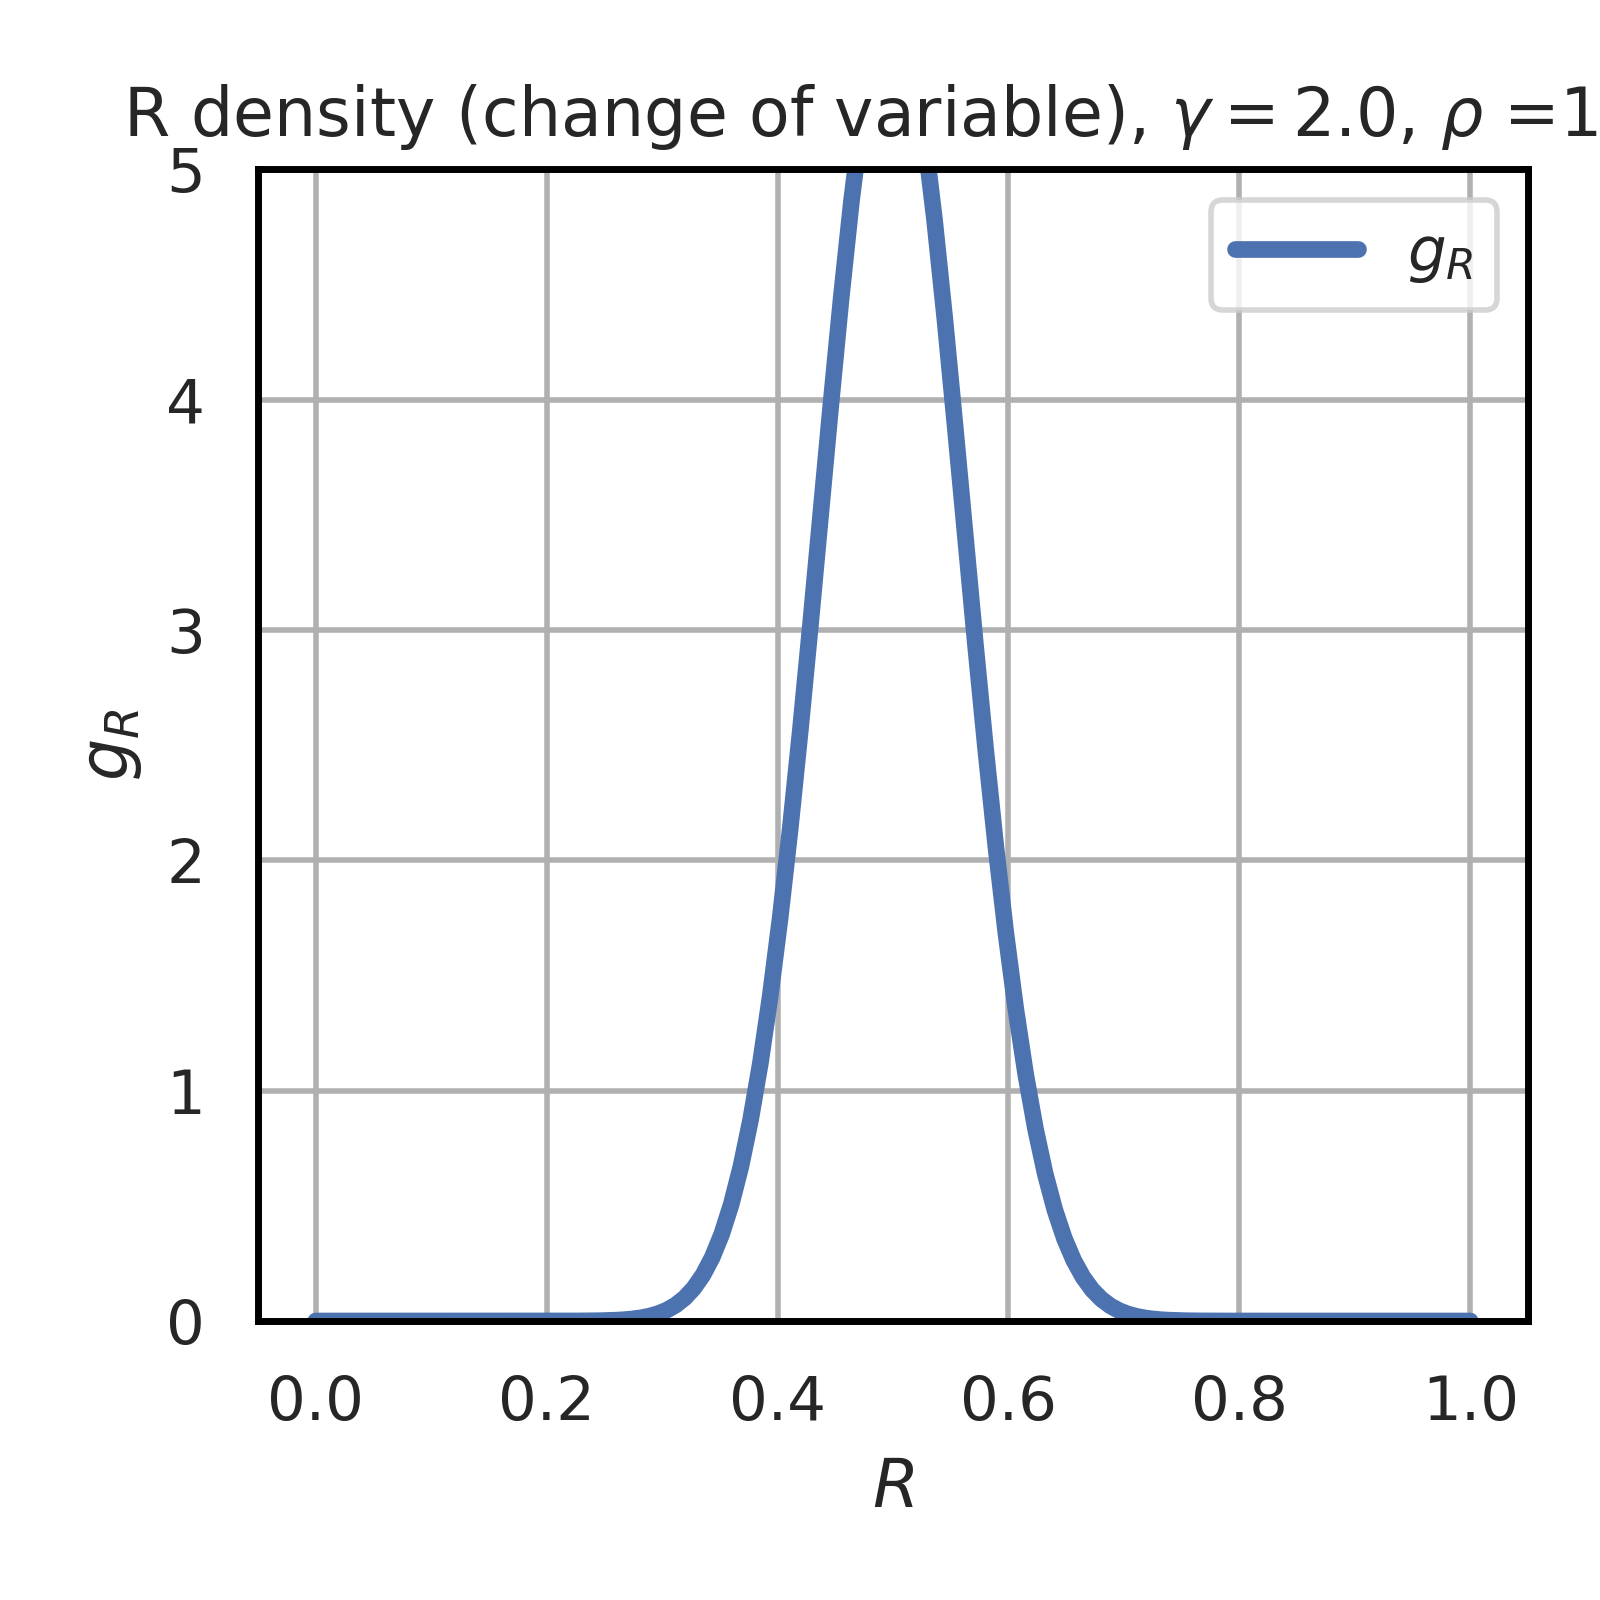 R density (change of variable), γ = 2.0, ρ =1
5
4
3
2
1
0
g_R
g_R
0.0 0.2 0.4 0.6 0.8 1.0
R